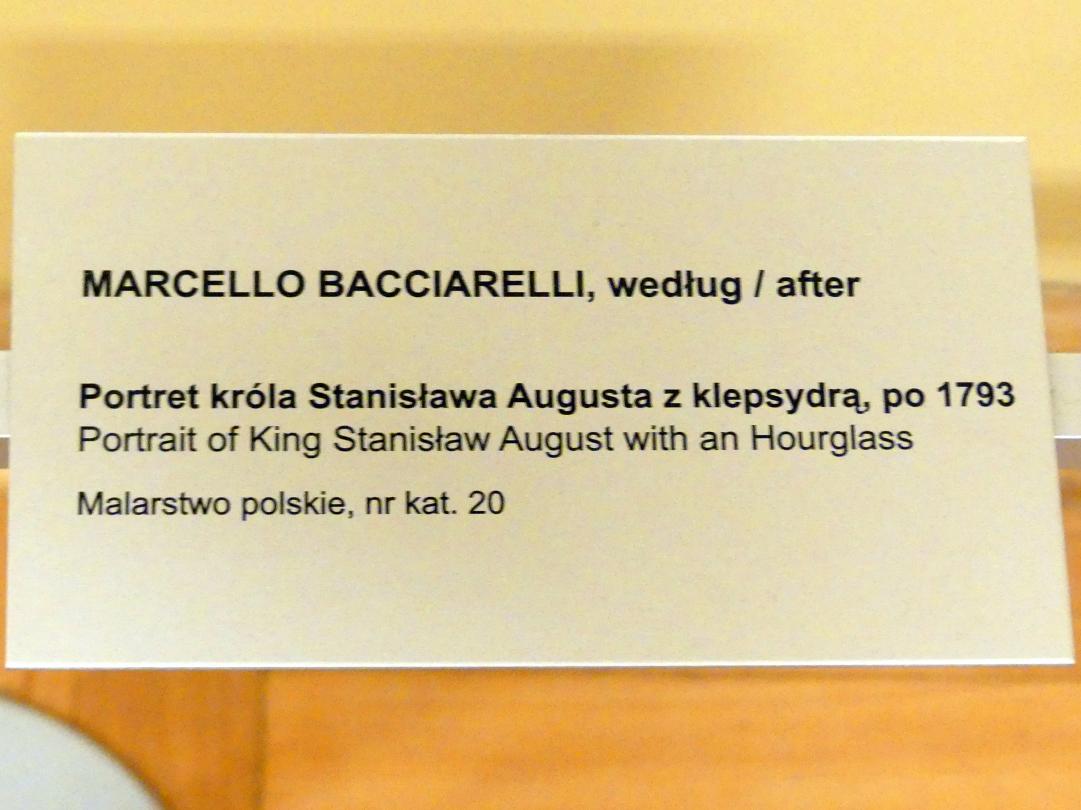 MARCELLO BACCIARELLI, według / after
Portret króla Stanisława Augusta z klepsydrą, po 1793
Portrait of King Stanisław August with an Hourglass
Malarstwo polskie, nr kat. 20